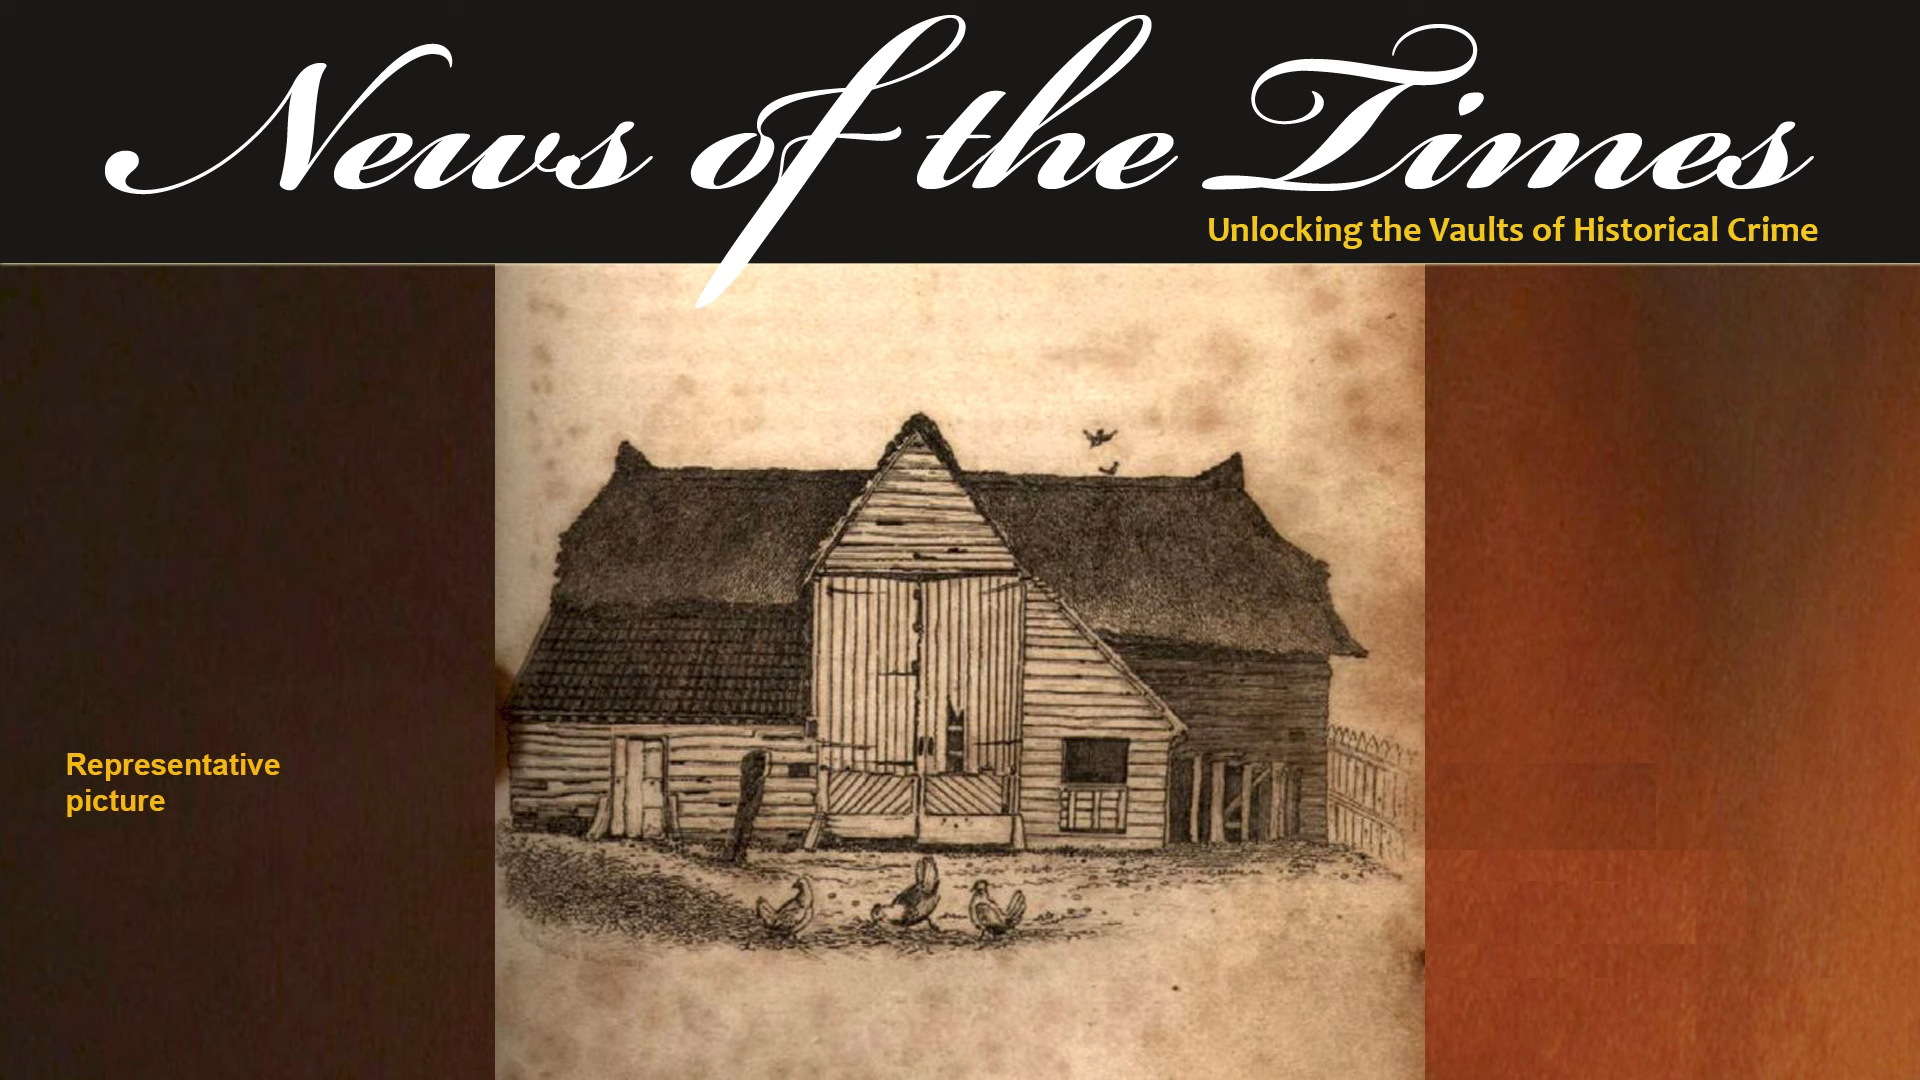 News of the Times
Unlocking the Vaults of Historical Crime
Representative
picture